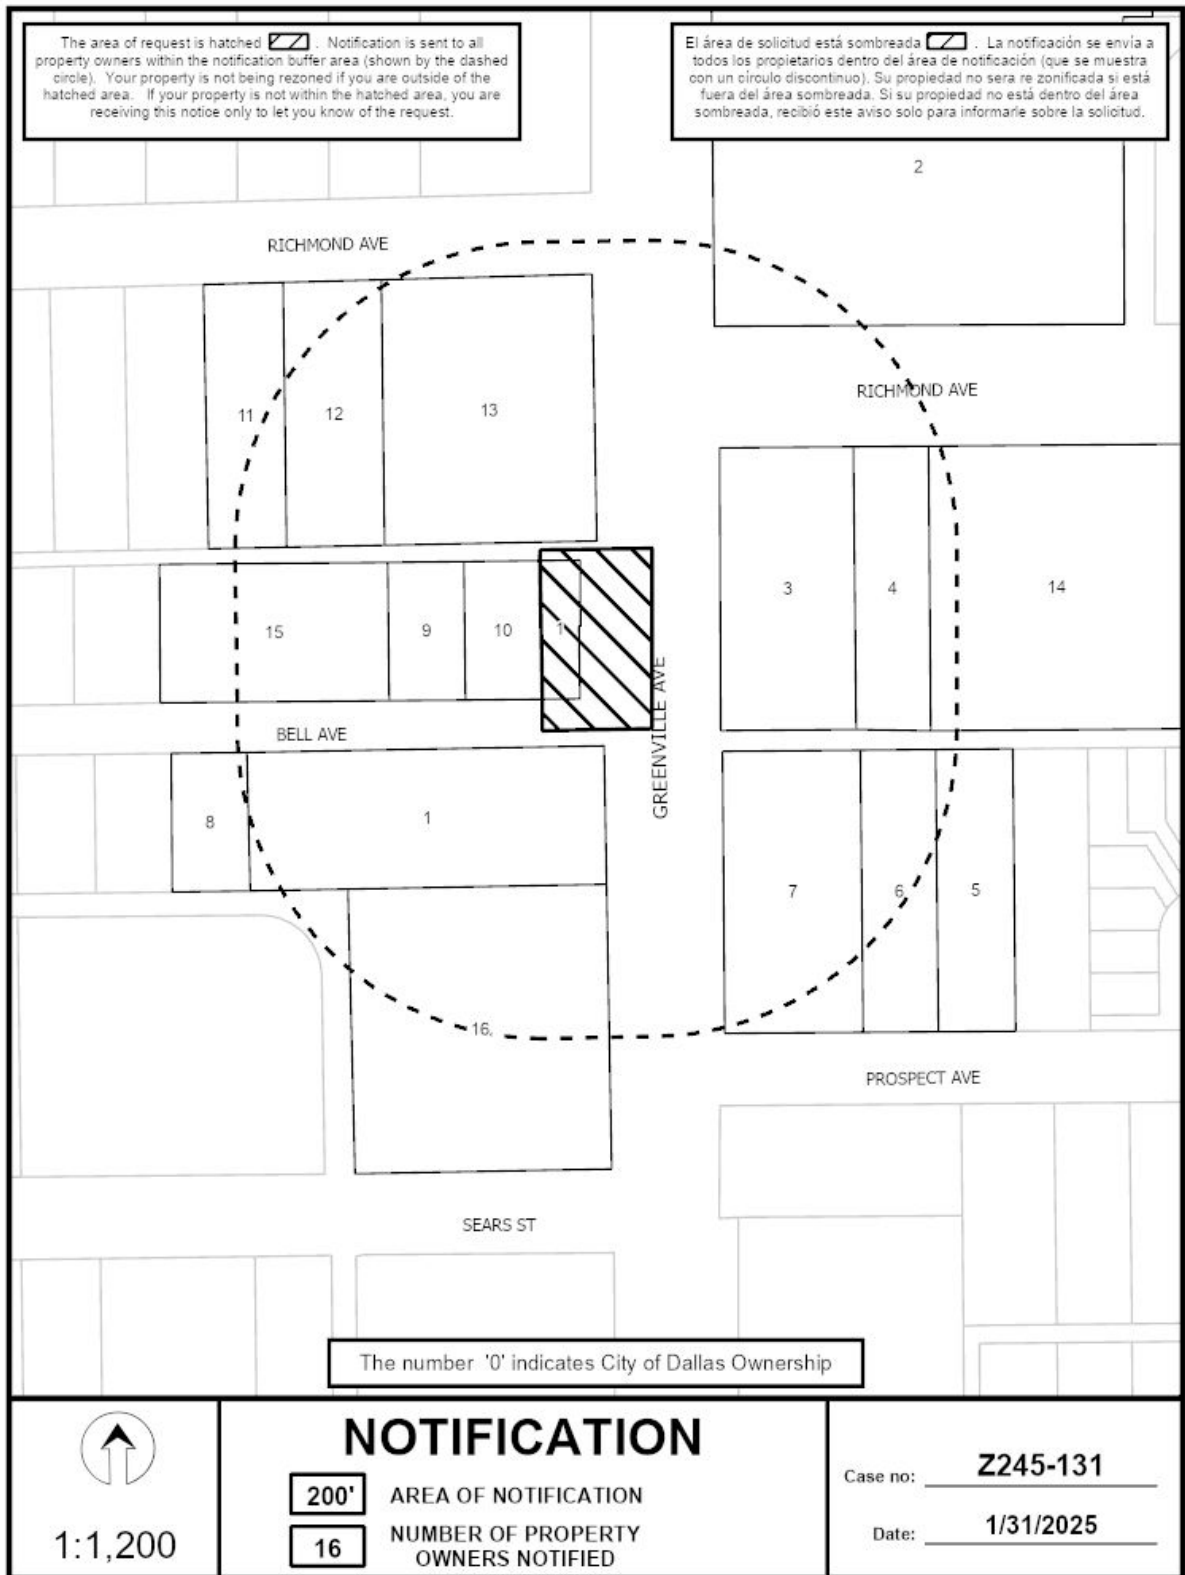 The area of request is hatched . Notification is sent to all
property owners within the notification buffer area (shown by the dashed
circle). Your property is not being rezoned if you are outside of the
hatched area. If your property is not within the hatched area, you are
receiving this notice only to let you know of the request.
El área de solicitud está sombreada . La notificación se envía a
todos los propietarios dentro del área de notificación (que se muestra
con un círculo discontinuo). Su propiedad no sera re zonificada si está
fuera del área sombreada. Si su propiedad no está dentro del área
sombreada, recibió este aviso solo para informarle sobre la solicitud.
2
RICHMOND AVE
RICHMOND AVE
11
12
13
3
4
14
15
9
10
1
BELL AVE
GREENVILLE AVE
8
1
7
6
5
16
PROSPECT AVE
SEARS ST
The number '0' indicates City of Dallas Ownership
1:1,200
NOTIFICATION
200' AREA OF NOTIFICATION
16 NUMBER OF PROPERTY
OWNERS NOTIFIED
Case no: Z245-131
Date: 1/31/2025